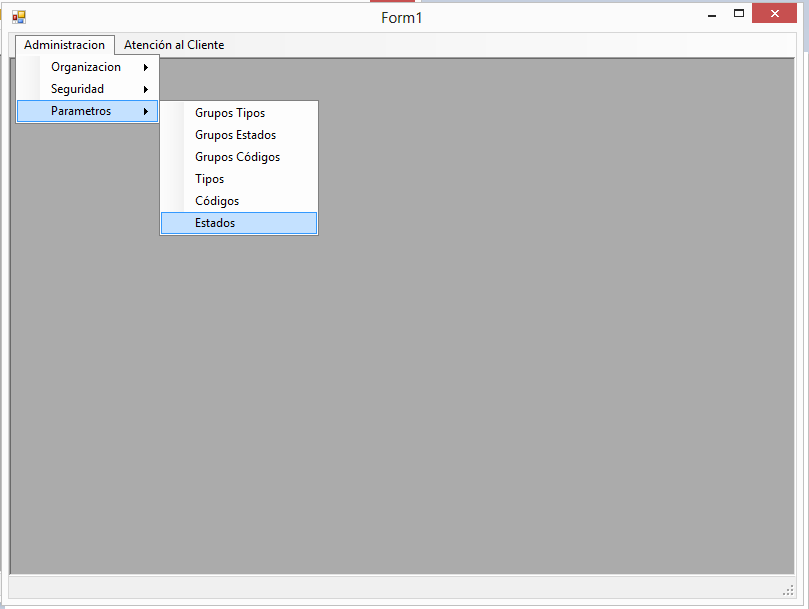 Form1
Administracion Atención al Cliente
Organizacion
Seguridad
Parametros
Grupos Tipos
Grupos Estados
Grupos Códigos
Tipos
Códigos
Estados